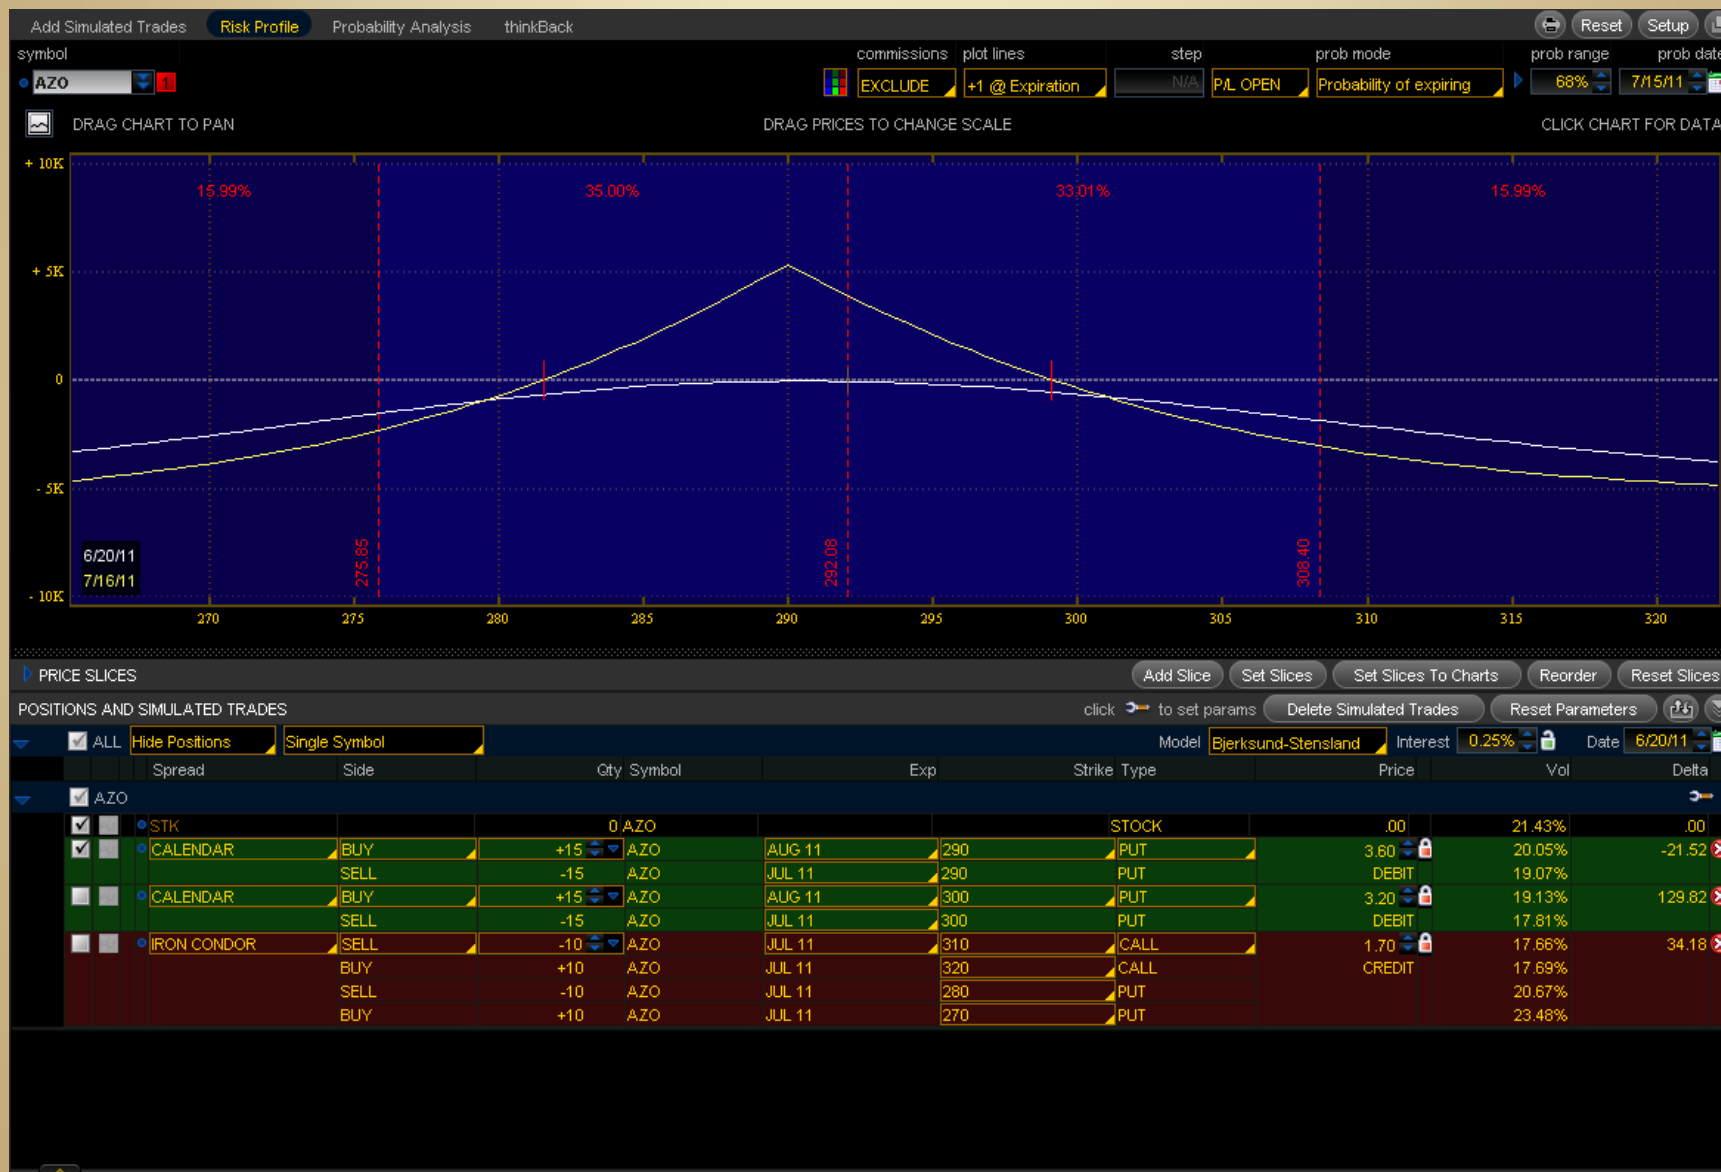 Add Simulated Trades Risk Profile Probability Analysis thinkBack Reset Setup
symbol commissions plot lines step prob mode prob range prob date
AZO EXCLUDE +1 @ Expiration N/A P/L OPEN Probability of expiring 68% 7/15/11
DRAG CHART TO PAN DRAG PRICES TO CHANGE SCALE CLICK CHART FOR DATA
+ 10K
15.99% 35.00% 33.01% 15.99%
+ 5K
0
- 5K
275.85 292.08 308.40
6/20/11
7/16/11
- 10K
270 275 280 285 290 295 300 305 310 315 320
PRICE SLICES Add Slice Set Slices Set Slices To Charts Reorder Reset Slices
POSITIONS AND SIMULATED TRADES click to set params Delete Simulated Trades Reset Parameters
ALL Hide Positions Single Symbol Model Bjerksund-Stensland Interest 0.25% Date 6/20/11
Spread Side Qty Symbol Exp Strike Type Price Vol Delta
AZO
STK 0 AZO STOCK .00 21.43% .00
CALENDAR BUY +15 AZO AUG 11 290 PUT 3.60 20.05% -21.52
SELL -15 AZO JUL 11 290 PUT DEBIT 19.07%
CALENDAR BUY +15 AZO AUG 11 300 PUT 3.20 19.13% 129.82
SELL -15 AZO JUL 11 300 PUT DEBIT 17.81%
IRON CONDOR SELL -10 AZO JUL 11 310 CALL 1.70 17.66% 34.18
BUY +10 AZO JUL 11 320 CALL CREDIT 17.69%
SELL -10 AZO JUL 11 280 PUT 20.67%
BUY +10 AZO JUL 11 270 PUT 23.48%